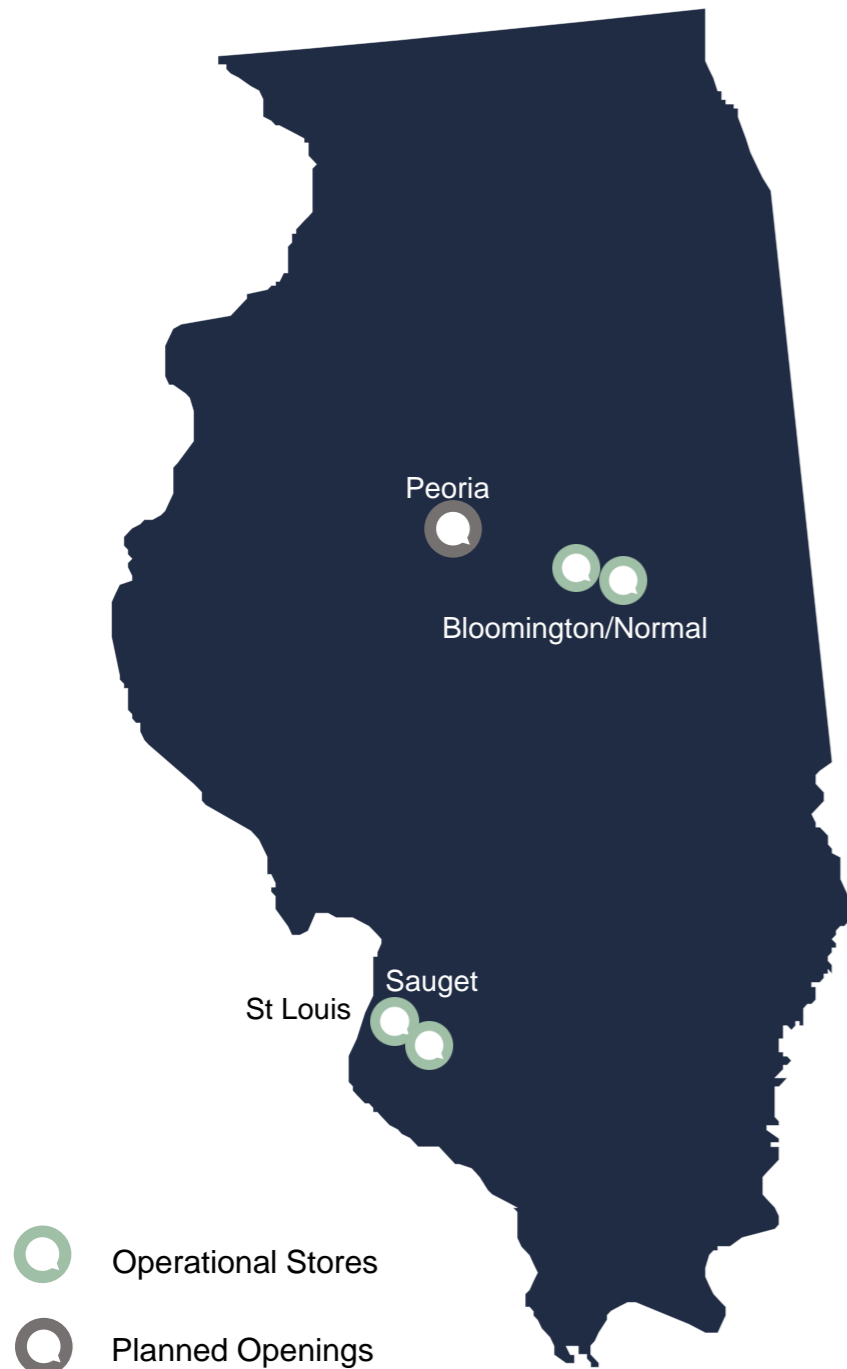 Peoria
Bloomington/Normal
Sauget
St Louis
Operational Stores
Planned Openings